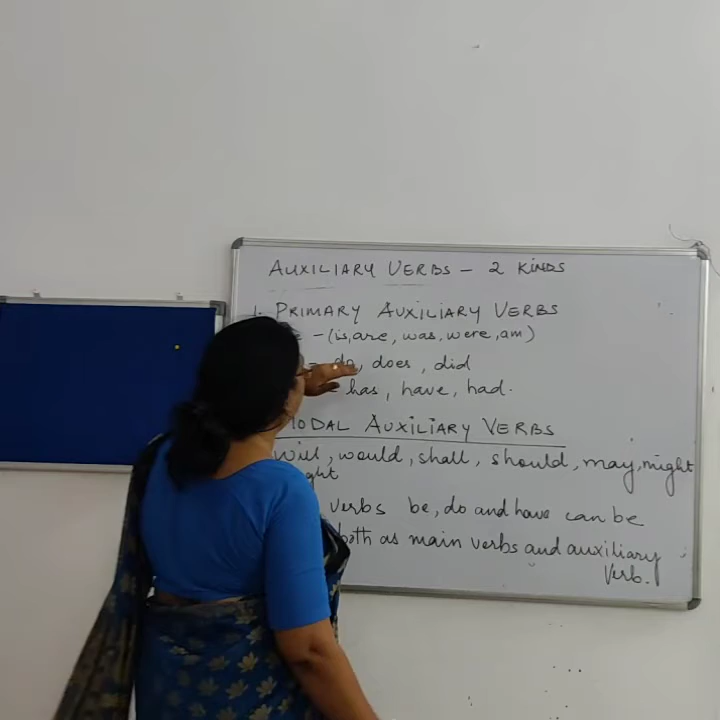 AUXILIARY VERBS - 2 KINDS
1. PRIMARY AUXILIARY VERBS
- (is, are, was, were, am)
- do, does, did
has, have, had.
MODAL AUXILIARY VERBS
will, would, shall, should, may, might
verbs be, do and have can be
both as main verbs and auxiliary
verb.